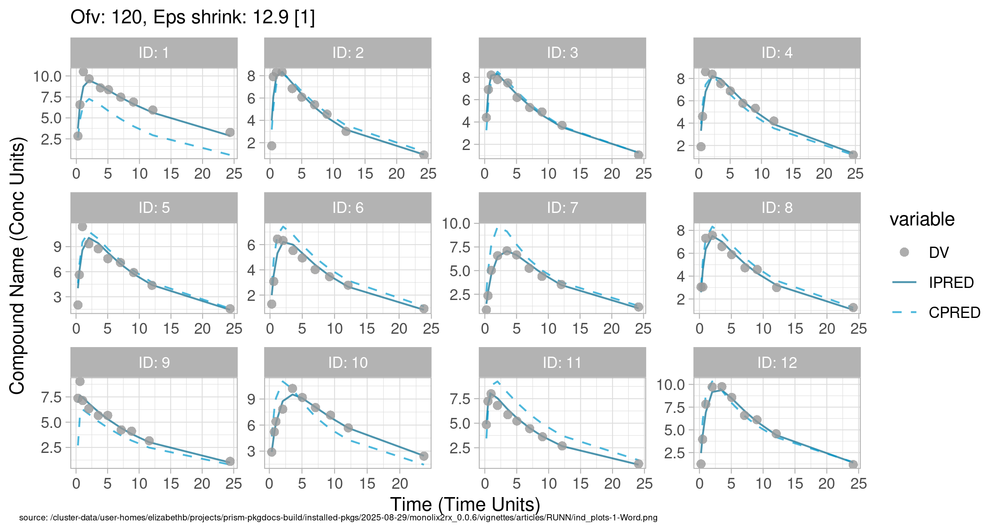 Ofv: 120, Eps shrink: 12.9 [1]
ID: 1
ID: 2
ID: 3
ID: 4
10.0
7.5
5.0
2.5
8
6
4
2
8
6
4
2
8
6
4
2
0 5 10 15 20 25
0 5 10 15 20 25
0 5 10 15 20 25
0 5 10 15 20 25
ID: 5
ID: 6
ID: 7
ID: 8
9
6
3
6
4
2
10.0
7.5
5.0
2.5
8
6
4
2
0 5 10 15 20 25
0 5 10 15 20 25
0 5 10 15 20 25
0 5 10 15 20 25
ID: 9
ID: 10
ID: 11
ID: 12
7.5
5.0
2.5
9
6
3
7.5
5.0
2.5
10.0
7.5
5.0
2.5
0 5 10 15 20 25
0 5 10 15 20
0 5 10 15 20 25
0 5 10 15 20 25
Compound Name (Conc Units)
Time (Time Units)
variable
DV
IPRED
CPRED
source: /cluster-data/user-homes/elizabethb/projects/prism-pkgdocs-build/installed-pkgs/2025-08-29/monolix2rx_0.0.6/vignettes/articles/RUNN/ind_plots-1-Word.png